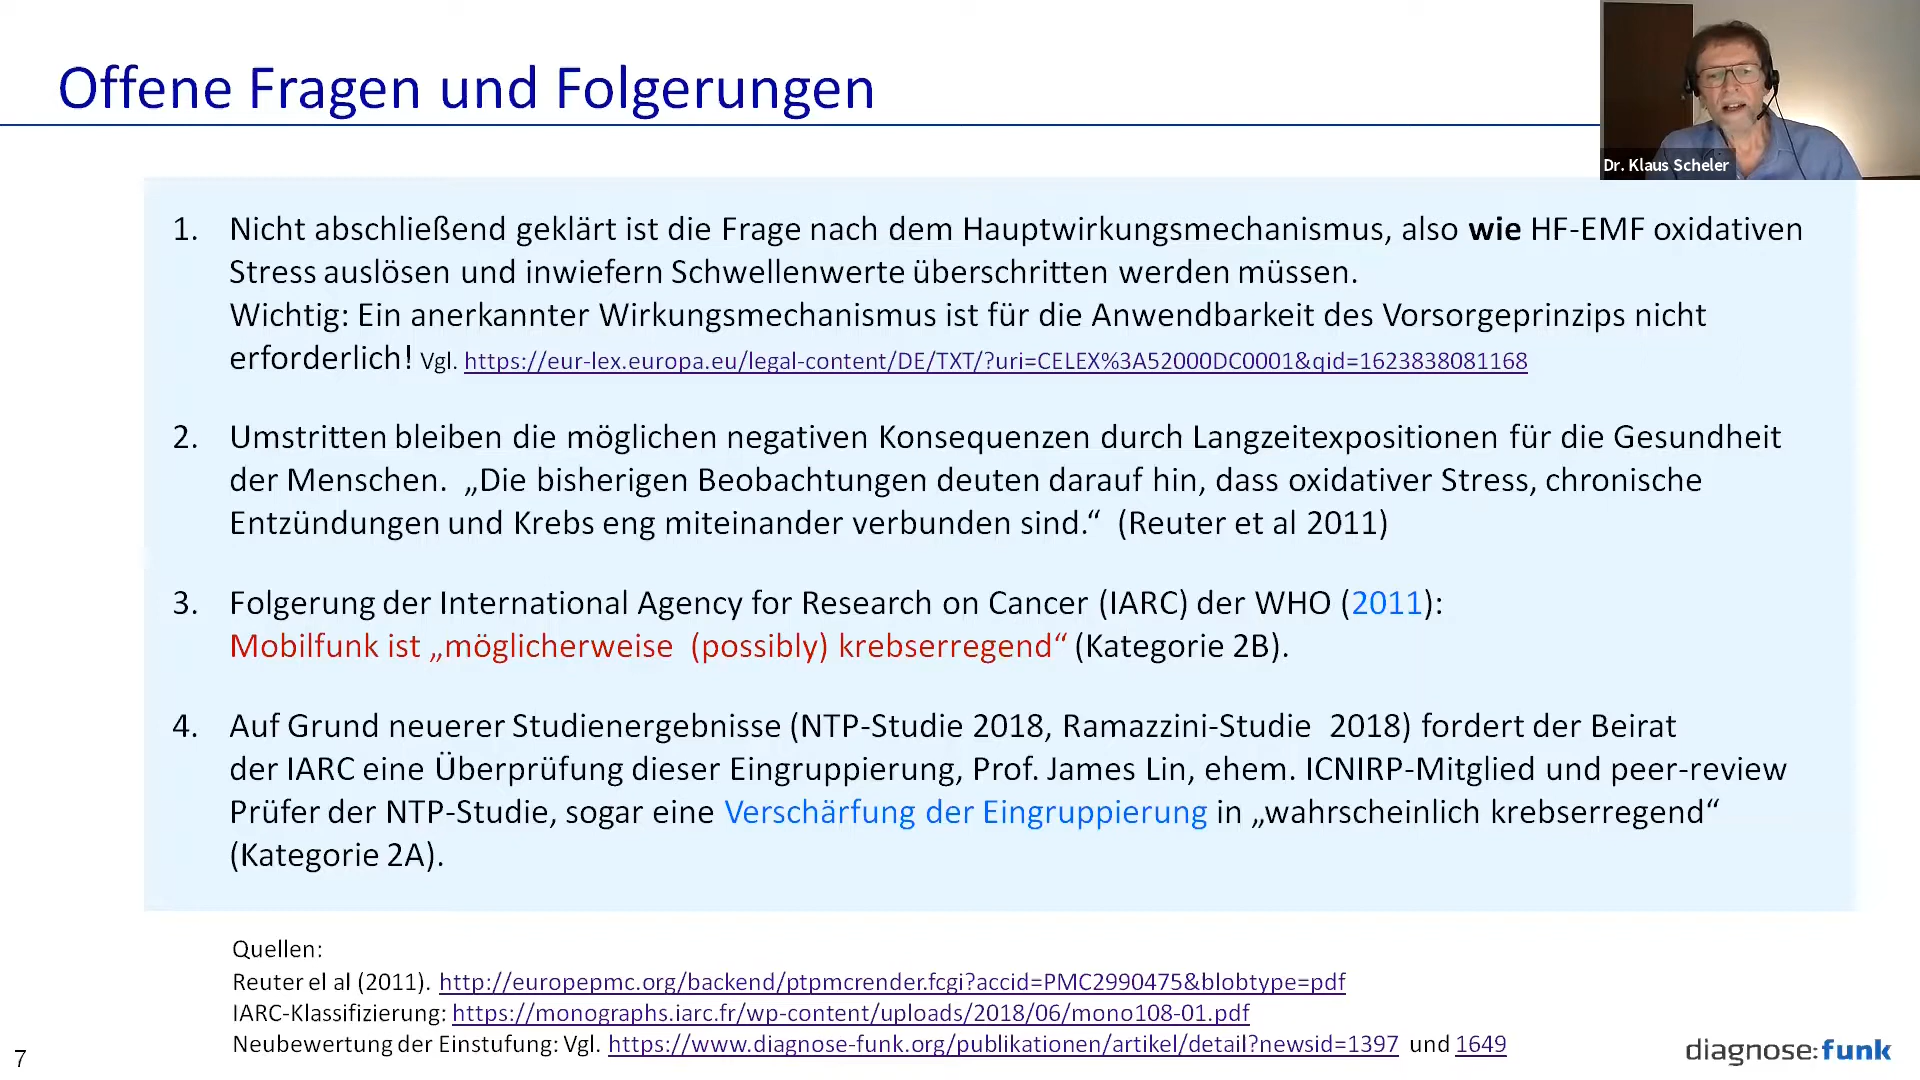 Offene Fragen und Folgerungen
Dr. Klaus Scheler
1. Nicht abschließend geklärt ist die Frage nach dem Hauptwirkungsmechanismus, also wie HF-EMF oxidativen
Stress auslösen und inwiefern Schwellenwerte überschritten werden müssen.
Wichtig: Ein anerkannter Wirkungsmechanismus ist für die Anwendbarkeit des Vorsorgeprinzips nicht
erforderlich! Vgl. https://eur-lex.europa.eu/legal-content/DE/TXT/?uri=CELEX%3A52000DC0001&qid=1623838081168
2. Umstritten bleiben die möglichen negativen Konsequenzen durch Langzeitexpositionen für die Gesundheit
der Menschen. „Die bisherigen Beobachtungen deuten darauf hin, dass oxidativer Stress, chronische
Entzündungen und Krebs eng miteinander verbunden sind.“ (Reuter et al 2011)
3. Folgerung der International Agency for Research on Cancer (IARC) der WHO (2011):
Mobilfunk ist „möglicherweise (possibly) krebserregend“ (Kategorie 2B).
4. Auf Grund neuerer Studienergebnisse (NTP-Studie 2018, Ramazzini-Studie 2018) fordert der Beirat
der IARC eine Überprüfung dieser Eingruppierung, Prof. James Lin, ehem. ICNIRP-Mitglied und peer-review
Prüfer der NTP-Studie, sogar eine Verschärfung der Eingruppierung in „wahrscheinlich krebserregend“
(Kategorie 2A).
Quellen:
Reuter el al (2011). http://europepmc.org/backend/ptpmcrender.fcgi?accid=PMC2990475&blobtype=pdf
IARC-Klassifizierung: https://monographs.iarc.fr/wp-content/uploads/2018/06/mono108-01.pdf
Neubewertung der Einstufung: Vgl. https://www.diagnose-funk.org/publikationen/artikel/detail?newsid=1397 und 1649
7
diagnose:funk